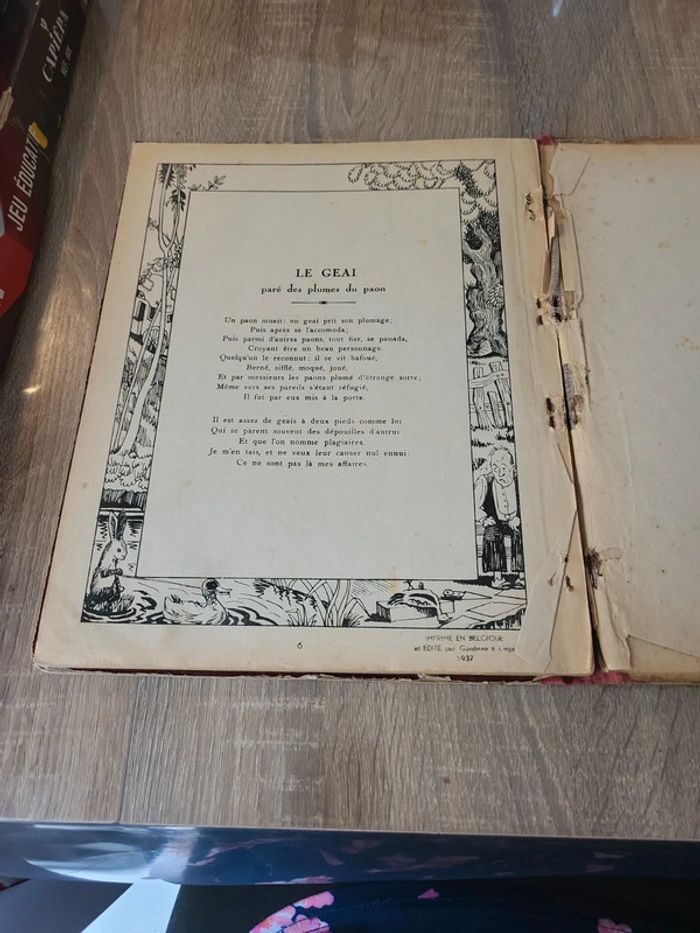 CAPIÉPA
JEU ÉDUCATI
LE GEAI
paré des plumes du paon
Un paon muait; un geai prit son plumage;
Puis après se l'accomoda;
Puis parmi d'autres paons, tout fier, se panada,
Croyant être un beau personnage.
Quelqu'un le reconnut : il se vit bafoué,
Berné, sifflé, moqué, joué,
Et par messieurs les paons plumé d'étrange sorte;
Même vers ses pareils s'étant réfugié,
Il fut par eux mis à la porte.
Il est assez de geais à deux pieds comme lui
Qui se parent souvent des dépouilles d'autrui
Et que l'on nomme plagiaires.
Je m'en tais, et ne veux leur causer nul ennui:
Ce ne sont pas là mes affaires.
6
IMPRIMÉ EN BELGIQUE
et ÉDITÉ par Gordinne à Liège
1937